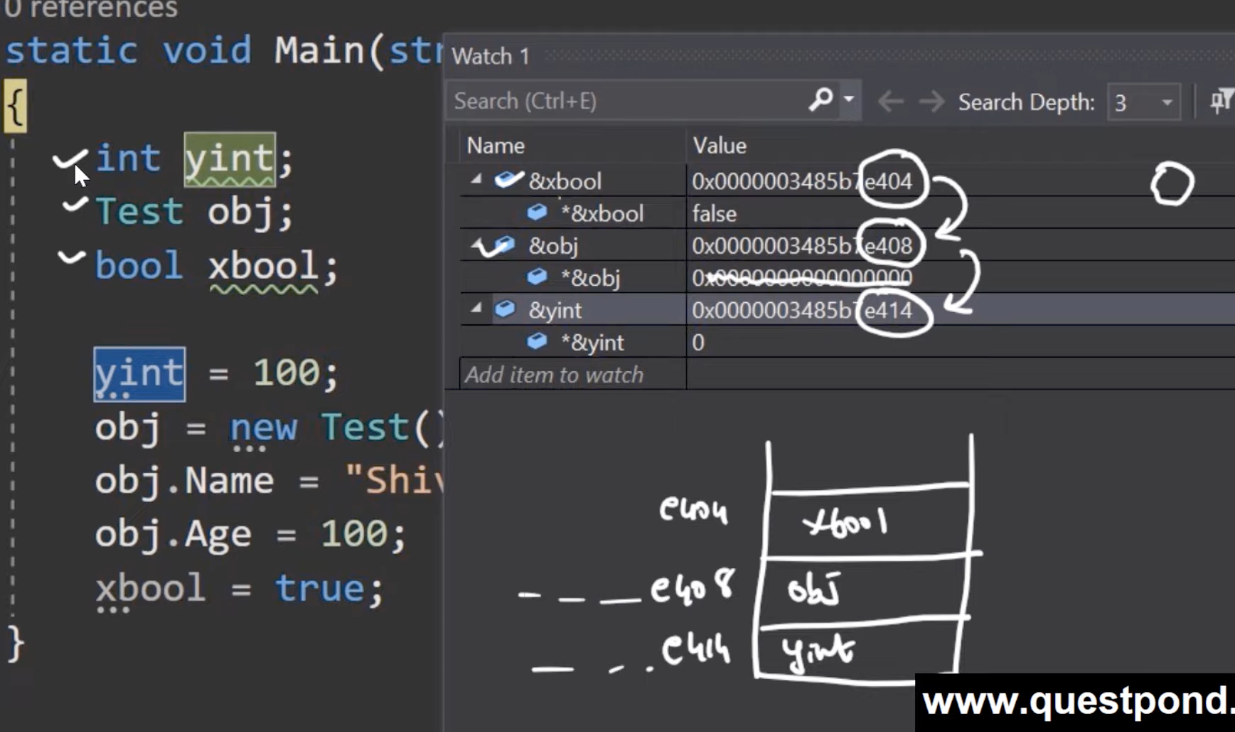 0 references
static void Main(str
{
int yint;
Test obj;
bool xbool;
yint = 100;
obj = new Test()
obj.Name = "Shiv
obj.Age = 100;
xbool = true;
}
Watch 1
Search (Ctrl+E)
Search Depth: 3
Name Value
&xbool 0x0000003485b7e404
*&xbool false
&obj 0x0000003485b7e408
*&obj 0x0000000000000000
&yint 0x0000003485b7e414
*&yint 0
Add item to watch
e404 xbool
e408 obj
e414 yint
www.questpond.